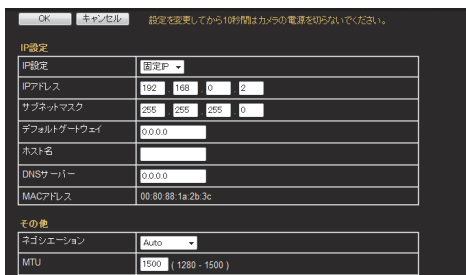 OK キャンセル 設定を変更してから10秒間はカメラの電源を切らないでください。
IP設定
IP設定 固定IP
IPアドレス 192 . 168 . 0 . 2
サブネットマスク 255 . 255 . 255 . 0
デフォルトゲートウェイ 0.0.0.0
ホスト名
DNSサーバー 0.0.0.0
MACアドレス 00:80:88:1a:2b:3c
その他
ネゴシエーション Auto
MTU 1500 ( 1280 - 1500 )